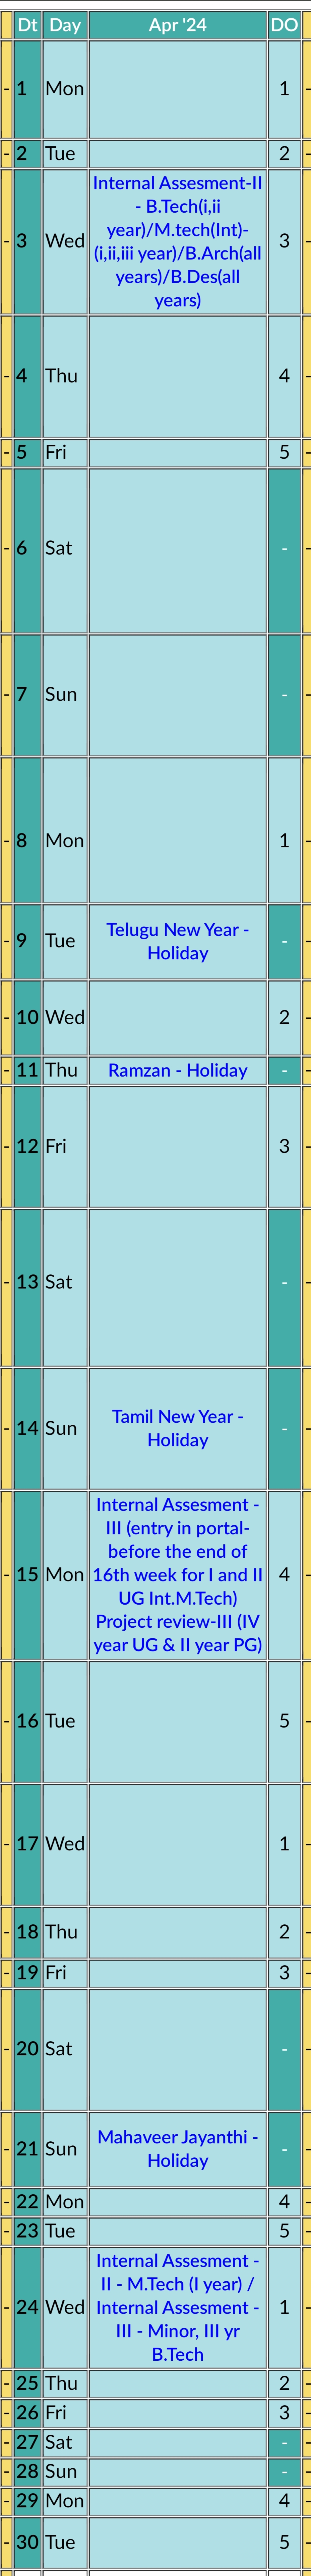 Dt Day Apr '24 DO
- 1 Mon 1 -
- 2 Tue 2 -
Internal Assesment-II
- B.Tech(i,ii
year)/M.tech(Int)-
- 3 Wed (i,ii,iii year)/B.Arch(all 3 -
years)/B.Des(all
years)
- 4 Thu 4 -
- 5 Fri 5 -
- 6 Sat - -
- 7 Sun - -
- 8 Mon 1 -
Telugu New Year -
- 9 Tue - -
Holiday
- 10 Wed 2 -
- 11 Thu Ramzan - Holiday - -
- 12 Fri 3 -
- 13 Sat - -
Tamil New Year -
- 14 Sun - -
Holiday
Internal Assesment -
III (entry in portal-
before the end of
- 15 Mon 16th week for I and II 4 -
UG Int.M.Tech)
Project review-III (IV
year UG & II year PG)
- 16 Tue 5 -
- 17 Wed 1 -
- 18 Thu 2 -
- 19 Fri 3 -
- 20 Sat - -
Mahaveer Jayanthi -
- 21 Sun - -
Holiday
- 22 Mon 4 -
- 23 Tue 5 -
Internal Assesment -
II - M.Tech (I year) /
- 24 Wed Internal Assesment - 1 -
III - Minor, III yr
B.Tech
- 25 Thu 2 -
- 26 Fri 3 -
- 27 Sat - -
- 28 Sun - -
- 29 Mon 4 -
- 30 Tue 5 -